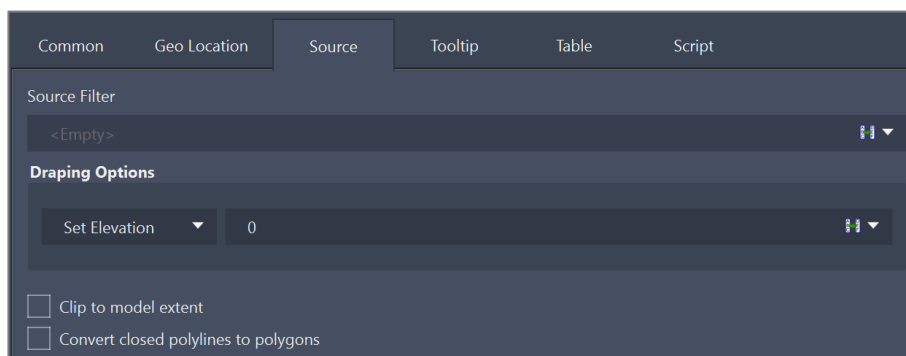 Common Geo Location Source Tooltip Table Script
Source Filter
<Empty>
Draping Options
Set Elevation 0
Clip to model extent
Convert closed polylines to polygons